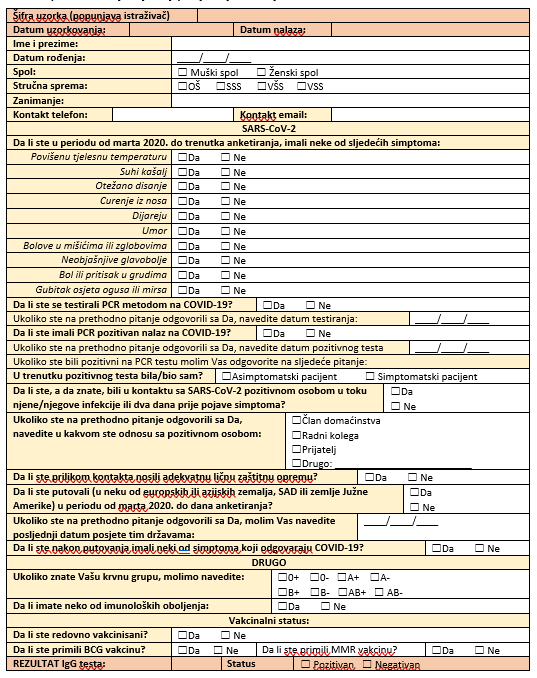 Šifra uzorka (popunjava istraživač)
Datum uzorkovanja: Datum nalaza:
Ime i prezime:
Datum rođenja: ____/____/____
Spol: ☐ Muški spol ☐ Ženski spol
Stručna sprema: ☐OŠ ☐SSS ☐VŠS ☐VSS
Zanimanje:
Kontakt telefon: Kontakt email:
SARS-CoV-2
Da li ste u periodu od marta 2020. do trenutka anketiranja, imali neke od sljedećih simptoma:
Povišenu tjelesnu temperaturu ☐Da ☐ Ne
Suhi kašalj ☐Da ☐ Ne
Otežano disanje ☐Da ☐ Ne
Curenje iz nosa ☐Da ☐ Ne
Dijareju ☐Da ☐ Ne
Umor ☐Da ☐ Ne
Bolove u mišićima ili zglobovima ☐Da ☐ Ne
Neobjašnjive glavobolje ☐Da ☐ Ne
Bol ili pritisak u grudima ☐Da ☐ Ne
Gubitak osjeta ogusa ili mirsa ☐Da ☐ Ne
Da li ste se testirali PCR metodom na COVID-19? ☐Da ☐ Ne
Ukoliko ste na prethodno pitanje odgovorili sa Da, navedite datum testiranja: ____/____/____
Da li ste imali PCR pozitivan nalaz na COVID-19? ☐Da ☐ Ne
Ukoliko ste na prethodno pitanje odgovorili sa Da, navedite datum pozitivnog testa ____/____/____
Ukoliko ste bili pozitivni na PCR testu molim Vas odgovorite na sljedeće pitanje:
U trenutku pozitivnog testa bila/bio sam? ☐Asimptomatski pacijent ☐ Simptomatski pacijent
Da li ste, a da znate, bili u kontaktu sa SARS-CoV-2 pozitivnom osobom u toku
njene/njegove infekcije ili dva dana prije pojave simptoma?
☐Da
☐ Ne
Ukoliko ste na prethodno pitanje odgovorili sa Da,
navedite u kakvom ste odnosu sa pozitivnom osobom:
☐Član domaćinstva
☐Radni kolega
☐Prijatelj
☐Drugo: ____________________
Da li ste prilikom kontakta nosili adekvatnu ličnu zaštitnu opremu? ☐Da ☐ Ne
Da li ste putovali (u neku od europskih ili azijskih zemalja, SAD ili zemlje Južne
Amerike) u periodu od marta 2020. do dana anketiranja?
☐Da
☐ Ne
Ukoliko ste na prethodno pitanje odgovorili sa Da, molim Vas navedite
posljednji datum posjete tim državama:
____/____/____
Da li ste nakon putovanja imali neki od simptoma koji odgovaraju COVID-19? ☐Da ☐ Ne
DRUGO
Ukoliko znate Vašu krvnu grupu, molimo navedite:
☐0+ ☐0- ☐A+ ☐A-
☐B+ ☐B- ☐AB+ ☐ AB-
Da li imate neko od imunoloških oboljenja: ☐Da ☐ Ne
Vakcinalni status:
Da li ste redovno vakcinisani? ☐Da ☐ Ne
Da li ste primili BCG vakcinu? ☐Da ☐ Ne Da li ste primili MMR vakcinu? ☐Da ☐ Ne
REZULTAT IgG testa: Status ☐ Pozitivan ☐ Negativan